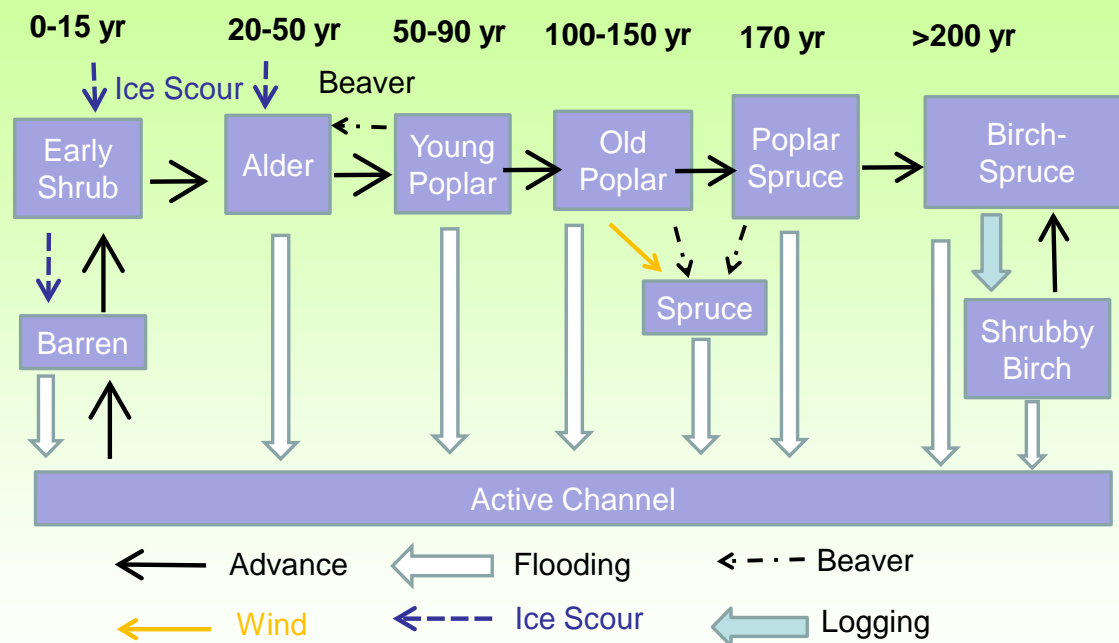 0-15 yr
20-50 yr
50-90 yr
100-150 yr
170 yr
>200 yr
Ice Scour
Beaver
Early
Shrub
Alder
Young
Poplar
Old
Poplar
Poplar
Spruce
Birch-
Spruce
Barren
Spruce
Shrubby
Birch
Active Channel
Advance
Flooding
Beaver
Wind
Ice Scour
Logging